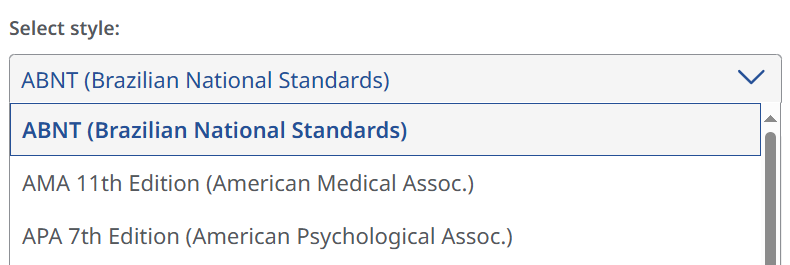 Select style:
ABNT (Brazilian National Standards)
ABNT (Brazilian National Standards)
AMA 11th Edition (American Medical Assoc.)
APA 7th Edition (American Psychological Assoc.)